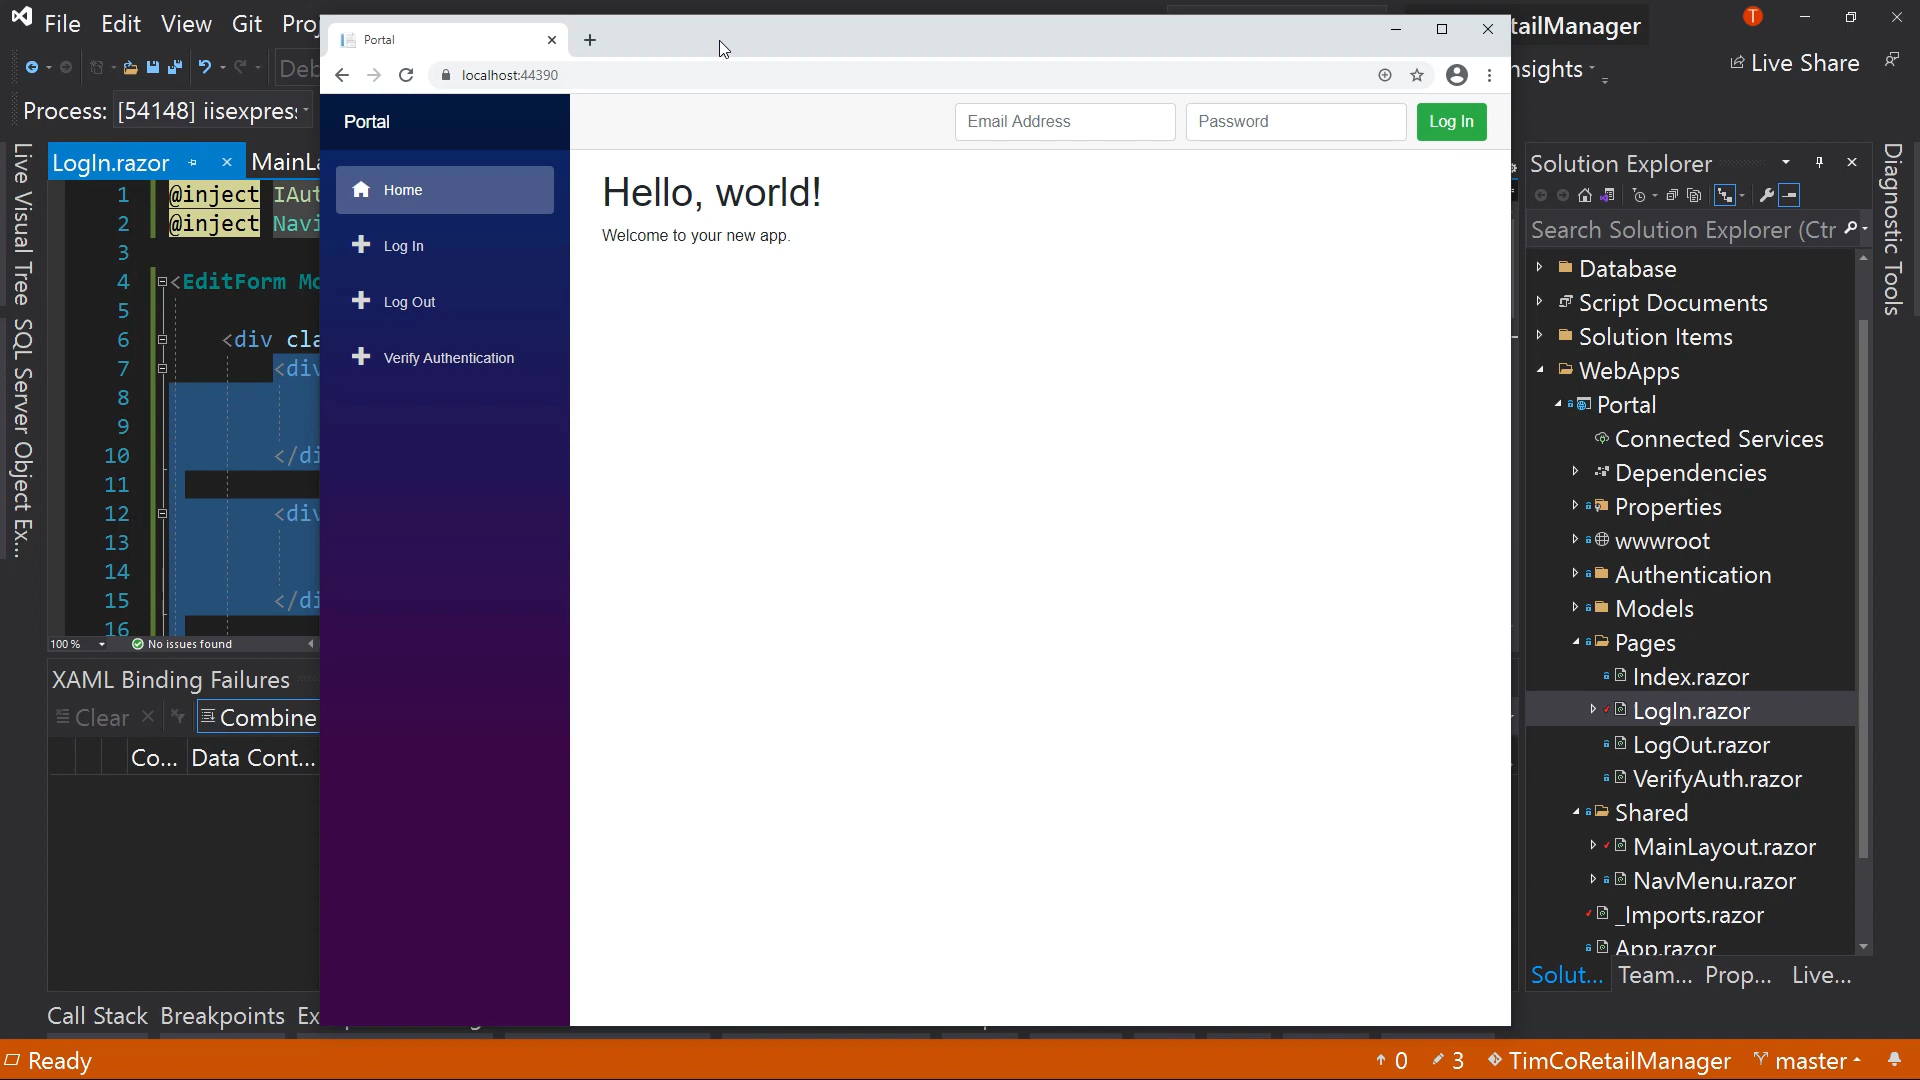 File Edit View Git
tailManager
Live Share
nsights
Process: [54148] iisexpress
Portal
localhost:44390
Portal
Email Address
Password
Log In
Home
Log In
Log Out
Verify Authentication
Hello, world!
Welcome to your new app.
Live Visual Tree
SQL Server Object Ex...
LogIn.razor
1 @inject IAut
2 @inject Navi
3
4 <EditForm Mo
5
6 <div cla
7 <div
8
9
10 </di
11
12 <div
13
14
15 </di
16
100 %
No issues found
XAML Binding Failures
Clear
Combine
Co... Data Cont...
Call Stack Breakpoints
Solution Explorer
Search Solution Explorer (Ctr
Database
Script Documents
Solution Items
WebApps
Portal
Connected Services
Dependencies
Properties
wwwroot
Authentication
Models
Pages
Index.razor
LogIn.razor
LogOut.razor
VerifyAuth.razor
Shared
MainLayout.razor
NavMenu.razor
_Imports.razor
App.razor
Solut... Team... Prop... Live...
Diagnostic Tools
Ready
0
3
TimCoRetailManager
master